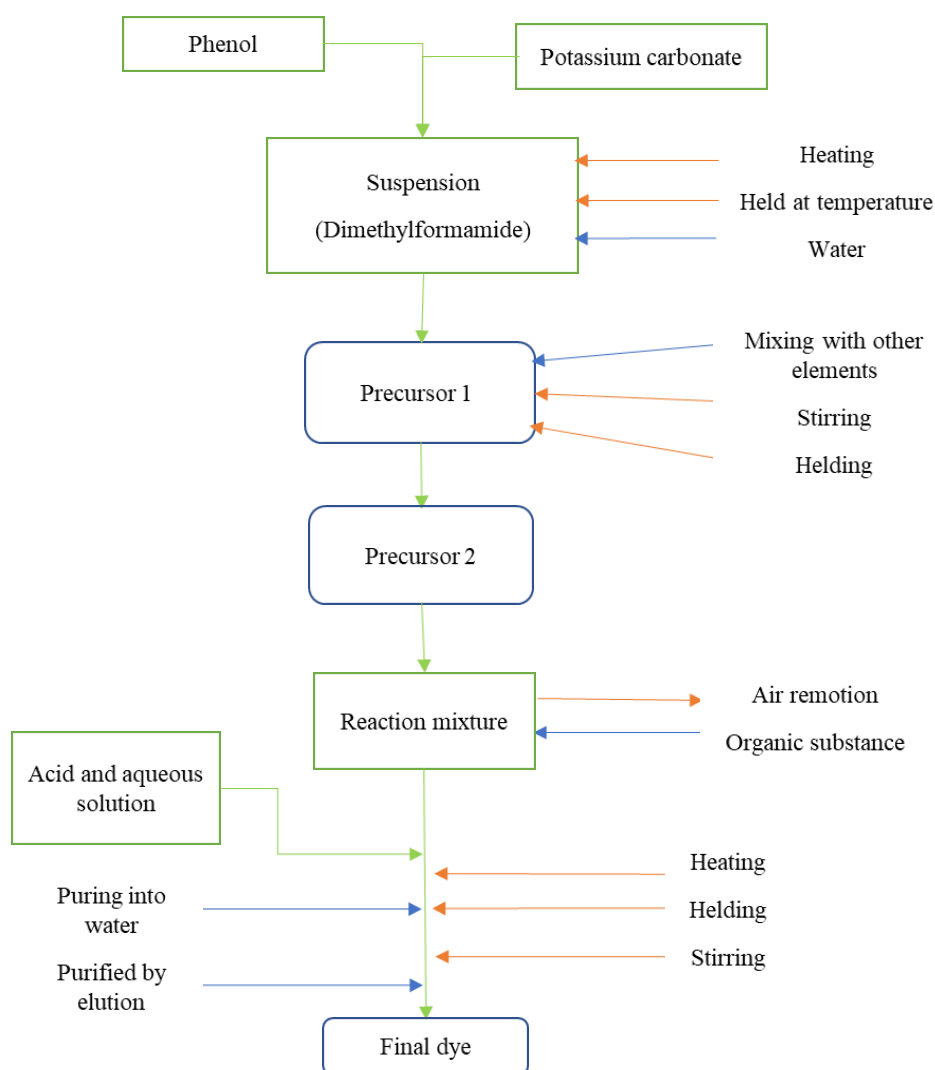 Phenol
Potassium carbonate
Suspension
(Dimethylformamide)
Heating
Held at temperature
Water
Precursor 1
Mixing with other
elements
Stirring
Helding
Precursor 2
Reaction mixture
Air remotion
Organic substance
Acid and aqueous
solution
Heating
Puring into
water
Helding
Stirring
Purified by
elution
Final dye